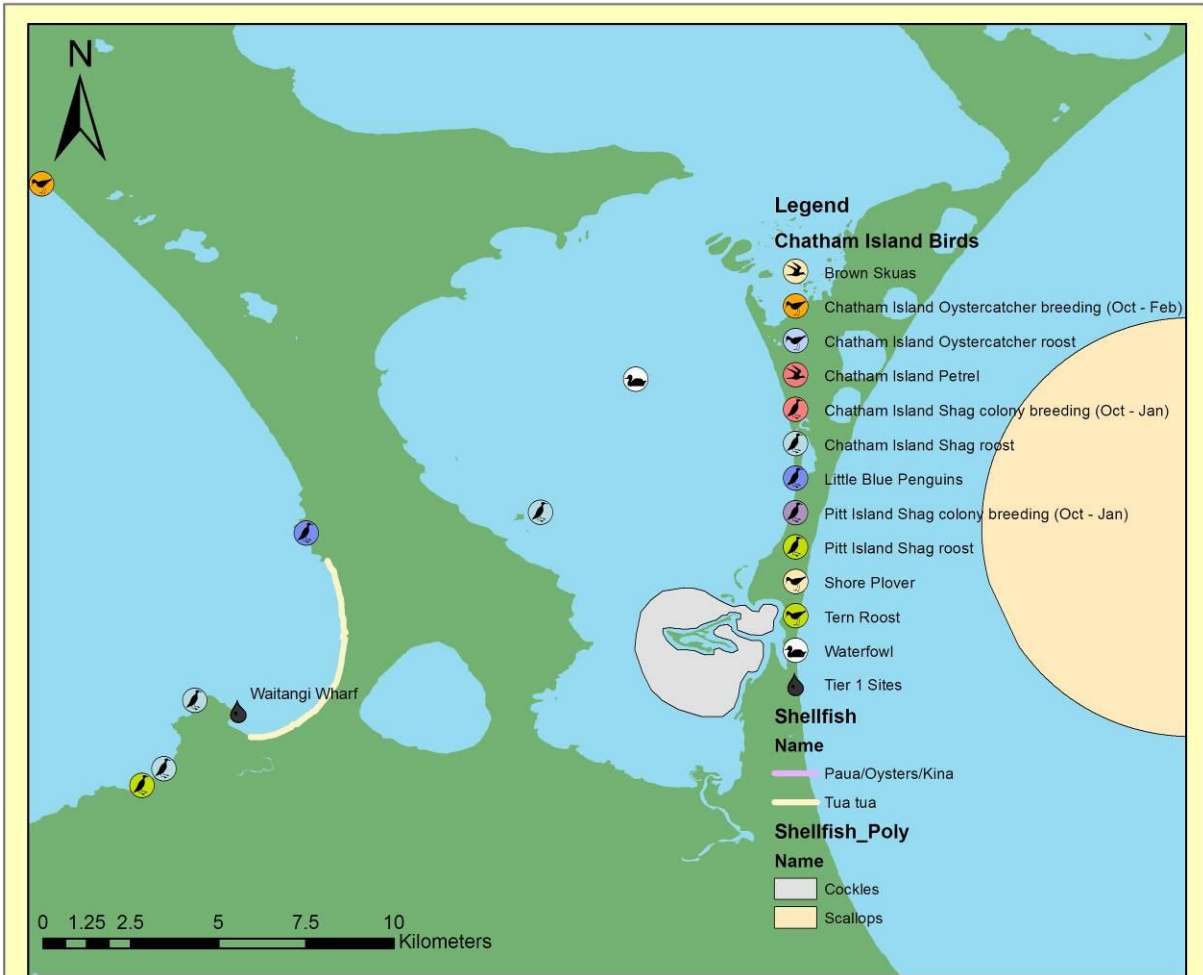 N
Legend
Chatham Island Birds
Brown Skuas
Chatham Island Oystercatcher breeding (Oct - Feb)
Chatham Island Oystercatcher roost
Chatham Island Petrel
Chatham Island Shag colony breeding (Oct - Jan)
Chatham Island Shag roost
Little Blue Penguins
Pitt Island Shag colony breeding (Oct - Jan)
Pitt Island Shag roost
Shore Plover
Tern Roost
Waterfowl
Tier 1 Sites
Shellfish
Name
Paua/Oysters/Kina
Tua tua
Shellfish_Poly
Name
Cockles
Scallops
Waitangi Wharf
0 1.25 2.5 5 7.5 10
Kilometers